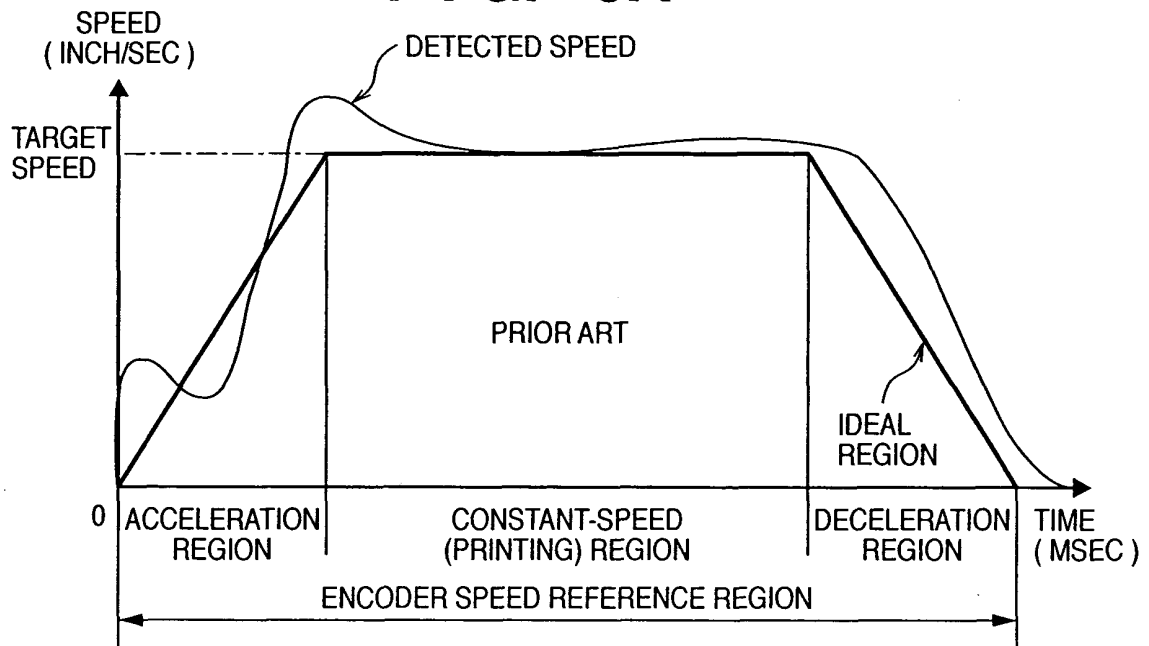 SPEED
( INCH/SEC )
DETECTED SPEED
TARGET
SPEED
PRIOR ART
IDEAL
REGION
0
ACCELERATION
REGION
CONSTANT-SPEED
(PRINTING) REGION
DECELERATION
REGION
TIME
( MSEC )
ENCODER SPEED REFERENCE REGION